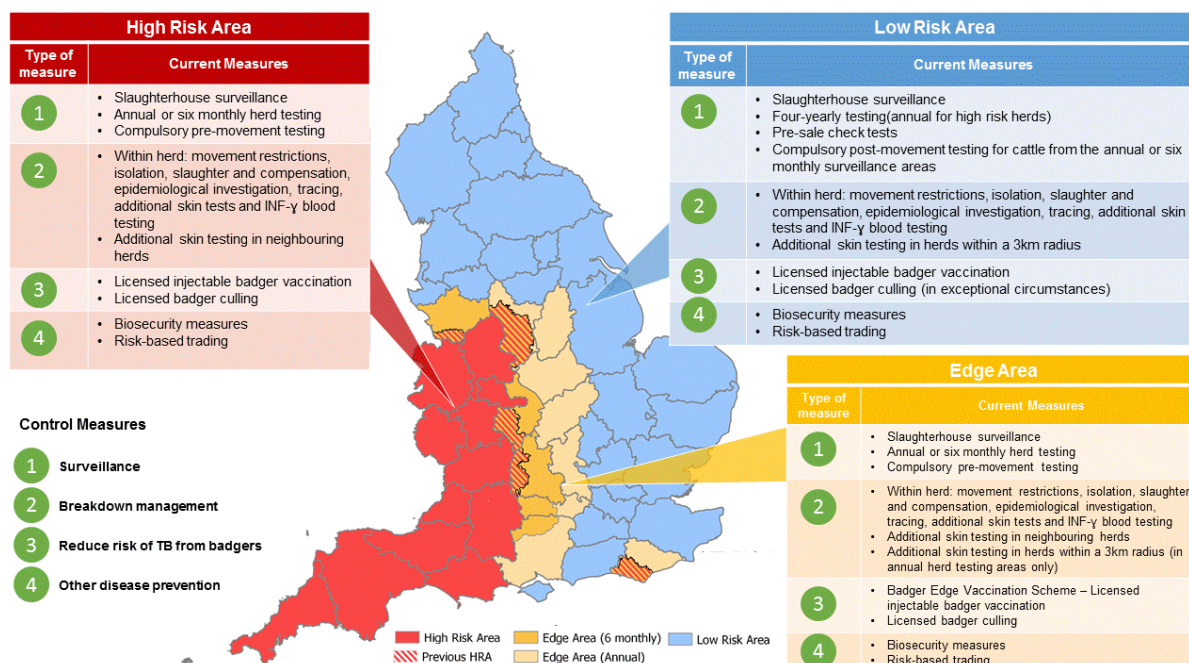 High Risk Area
Type of
measure
Current Measures
1
• Slaughterhouse surveillance
• Annual or six monthly herd testing
• Compulsory pre-movement testing
2
• Within herd: movement restrictions,
isolation, slaughter and compensation,
epidemiological investigation, tracing,
additional skin tests and INF-ɣ blood
testing
• Additional skin testing in neighbouring
herds
3
• Licensed injectable badger vaccination
• Licensed badger culling
4
• Biosecurity measures
• Risk-based trading
Control Measures
1 Surveillance
2 Breakdown management
3 Reduce risk of TB from badgers
4 Other disease prevention
Low Risk Area
Type of
measure
Current Measures
1
• Slaughterhouse surveillance
• Four-yearly testing(annual for high risk herds)
• Pre-sale check tests
• Compulsory post-movement testing for cattle from the annual or six
monthly surveillance areas
2
• Within herd: movement restrictions, isolation, slaughter and
compensation, epidemiological investigation, tracing, additional skin
tests and INF-ɣ blood testing
• Additional skin testing in herds within a 3km radius
3
• Licensed injectable badger vaccination
• Licensed badger culling (in exceptional circumstances)
4
• Biosecurity measures
• Risk-based trading
Edge Area
Type of
measure
Current Measures
1
• Slaughterhouse surveillance
• Annual or six monthly herd testing
• Compulsory pre-movement testing
2
• Within herd: movement restrictions, isolation, slaughter
and compensation, epidemiological investigation,
tracing, additional skin tests and INF-ɣ blood testing
• Additional skin testing in neighbouring herds
• Additional skin testing in herds within a 3km radius (in
annual herd testing areas only)
3
• Badger Edge Vaccination Scheme – Licensed
injectable badger vaccination
• Licensed badger culling
4
• Biosecurity measures
• Risk-based trading
High Risk Area
Edge Area (6 monthly)
Low Risk Area
Previous HRA
Edge Area (Annual)